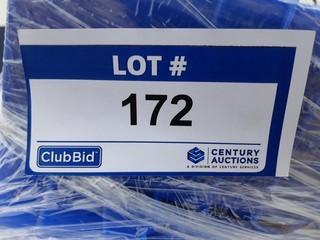 LOT #
172
ClubBid
CENTURY
AUCTIONS
A DIVISION OF CENTURY SERVICES